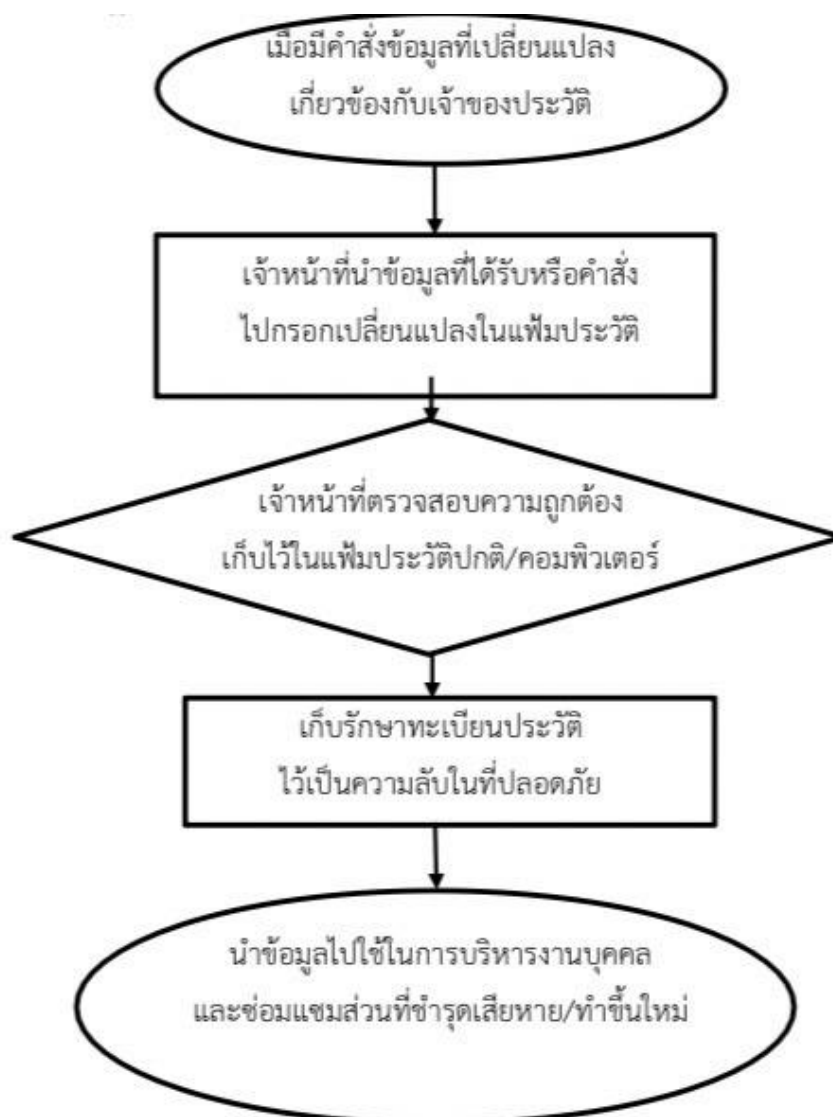 เมื่อมีคำสั่งข้อมูลที่เปลี่ยนแปลง
เกี่ยวข้องกับเจ้าของประวัติ
เจ้าหน้าที่นำข้อมูลที่ได้รับหรือคำสั่ง
ไปกรอกเปลี่ยนแปลงในแฟ้มประวัติ
เจ้าหน้าที่ตรวจสอบความถูกต้อง
เก็บไว้ในแฟ้มประวัติปกติ/คอมพิวเตอร์
เก็บรักษาทะเบียนประวัติ
ไว้เป็นความลับในที่ปลอดภัย
นำข้อมูลไปใช้ในการบริหารงานบุคคล
และซ่อมแซมส่วนที่ชำรุดเสียหาย/ทำขึ้นใหม่